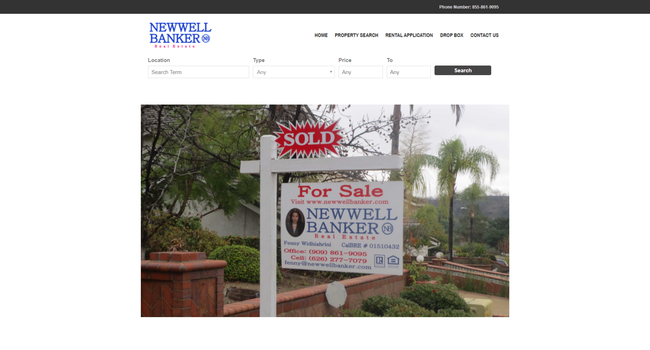 Phone Number: 855-861-9095
NEWWELL
BANKER NB
Real Estate
HOME PROPERTY SEARCH RENTAL APPLICATION DROP BOX CONTACT US
Location Type Price To
Search Term Any Any Any Search
SOLD
For Sale
Visit www.newwellbanker.com
NEWWELL
BANKER NB
Real Estate
CalBRE # 01510432
Office: (909) 861-9095
Cell: (626) 277-7079
fenny@newwellbanker.com